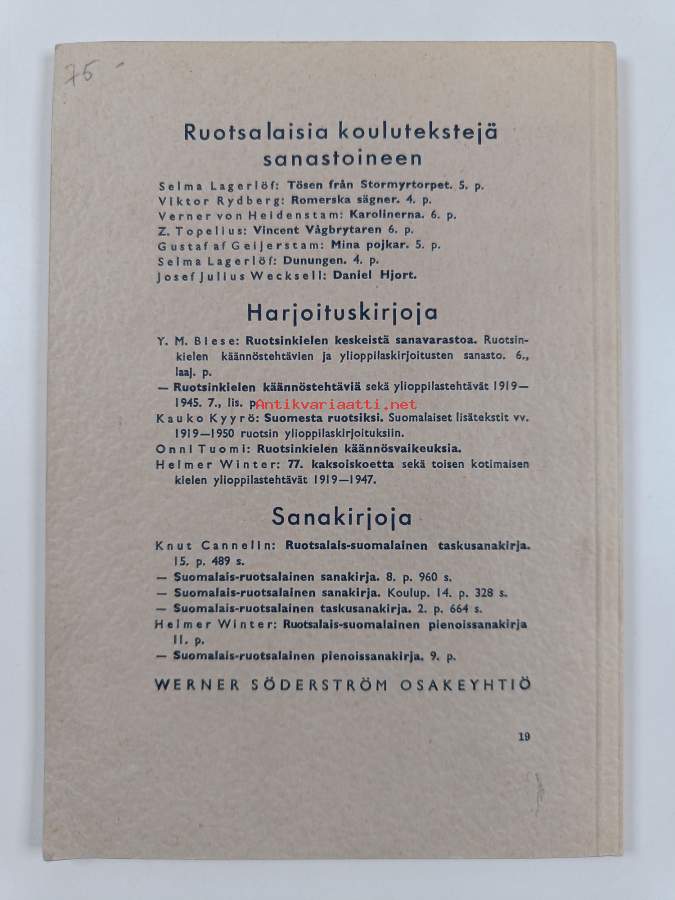 75 -
Ruotsalaisia koulutekstejä
sanastoineen
Selma Lagerlöf: Tösen från Stormyrtorpet. 5. p.
Viktor Rydberg: Romerska sägner. 4. p.
Verner von Heidenstam: Karolinerna. 6. p.
Z. Topelius: Vincent Vågbrytaren 6. p.
Gustaf af Geijerstam: Mina pojkar. 5. p.
Selma Lagerlöf: Dunungen. 4. p.
Josef Julius Wecksell: Daniel Hjort.
Harjoituskirjoja
Y. M. Biese: Ruotsinkielen keskeistä sanavarastoa. Ruotsin-
kielen käännöstehtävien ja ylioppilaskirjoitusten sanasto. 6.,
laaj. p.
— Ruotsinkielen käännöstehtäviä sekä ylioppilastehtävät 1919—
1945. 7., lis. p.
Antikvariaatti.net
Kauko Kyyrö: Suomesta ruotsiksi. Suomalaiset lisätekstit vv.
1919—1950 ruotsin ylioppilaskirjoituksiin.
Onni Tuomi: Ruotsinkielen käännösvaikeuksia.
Helmer Winter: 77. kaksoiskoetta sekä toisen kotimaisen
kielen ylioppilastehtävät 1919—1947.
Sanakirjoja
Knut Cannelin: Ruotsalais-suomalainen taskusanakirja.
15. p. 489 s.
— Suomalais-ruotsalainen sanakirja. 8. p. 960 s.
— Suomalais-ruotsalainen sanakirja. Koulup. 14. p. 328 s.
— Suomalais-ruotsalainen taskusanakirja. 2. p. 664 s.
Helmer Winter: Ruotsalais-suomalainen pienoissanakirja
11. p.
— Suomalais-ruotsalainen pienoissanakirja. 9. p.
WERNER SÖDERSTRÖM OSAKEYHTIÖ
19